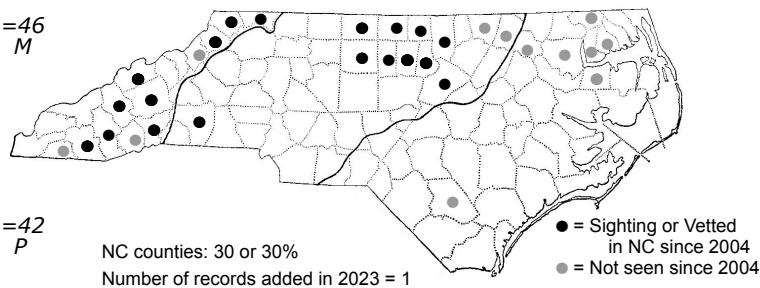 =46
M
=42
P
NC counties: 30 or 30%
Number of records added in 2023 = 1
= Sighting or Vetted
in NC since 2004
= Not seen since 2004